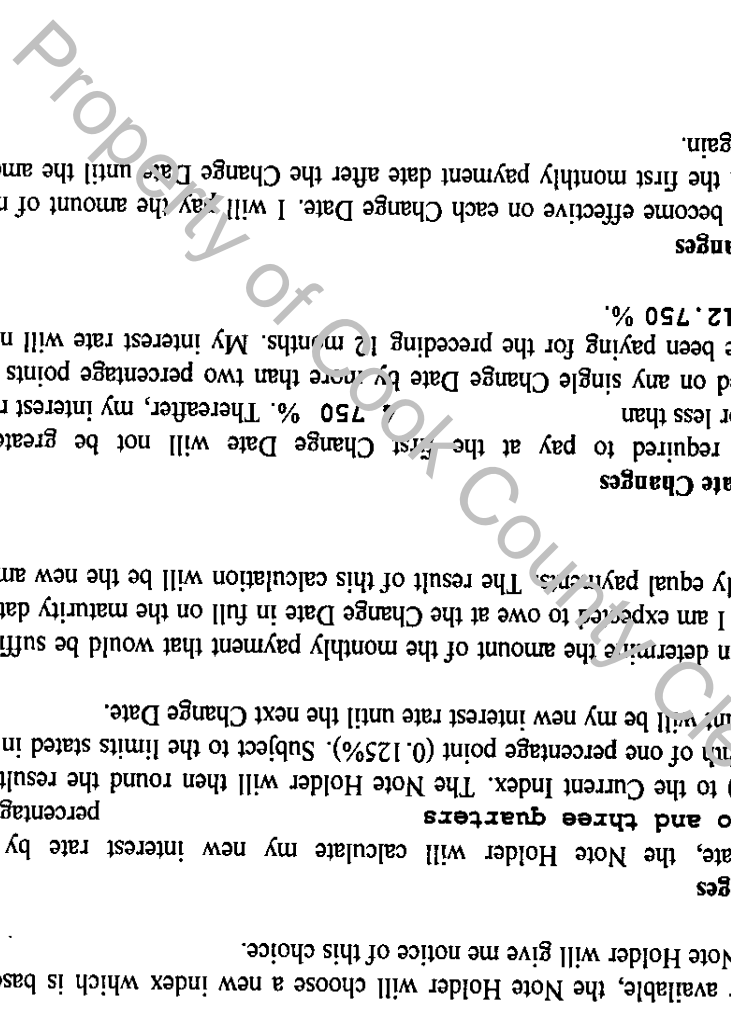 available, the Note Holder will choose a new index which is base
Note Holder will give me notice of this choice.
ges
ate, the Note Holder will calculate my new interest rate by
o and three quarters percentag
) to the Current Index. The Note Holder will then round the result
th of one percentage point (0.125%). Subject to the limits stated in
unt will be my new interest rate until the next Change Date.
n determine the amount of the monthly payment that would be suffi
I am expected to owe at the Change Date in full on the maturity dat
ly equal payments. The result of this calculation will be the new am
ate Changes
required to pay at the first Change Date will not be greate
or less than 750 %. Thereafter, my interest r
ed on any single Change Date by more than two percentage points
e been paying for the preceding 12 months. My interest rate will n
12.750 %.
anges
become effective on each Change Date. I will pay the amount of n
the first monthly payment date after the Change Date until the amo
gain.
Property of Cook County Cle